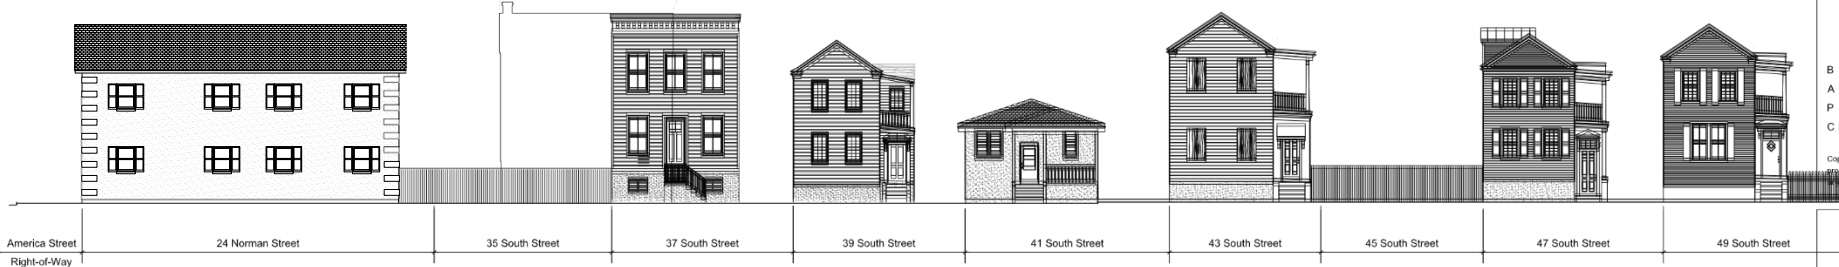 B
A
P
C
America Street
24 Norman Street
35 South Street
37 South Street
39 South Street
41 South Street
43 South Street
45 South Street
47 South Street
49 South Street
Right-of-Way